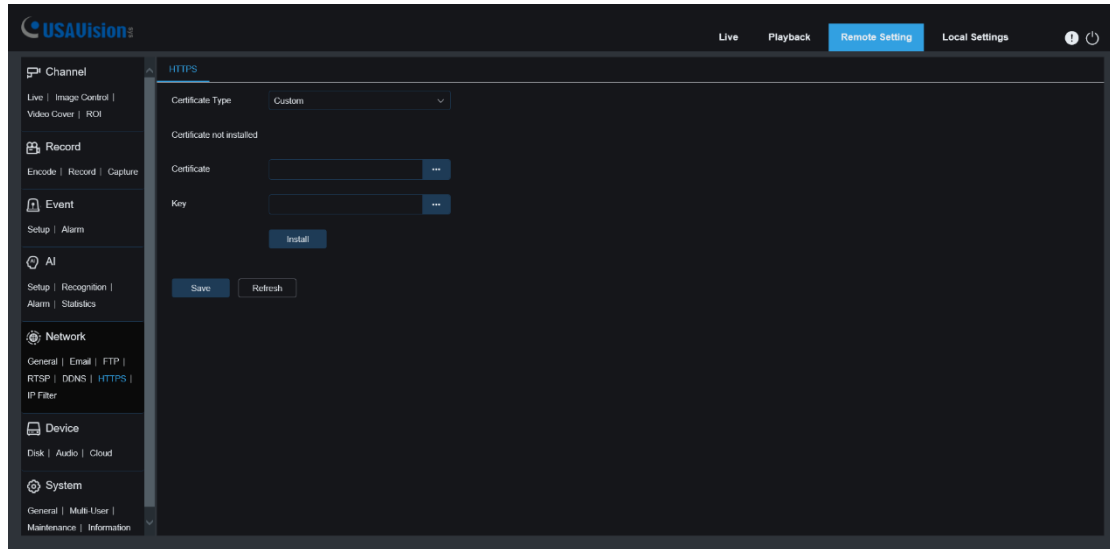 USAVision SYS
Live
Playback
Remote Setting
Local Settings
Channel
Live | Image Control |
Video Cover | ROI
Record
Encode | Record | Capture
Event
Setup | Alarm
AI
Setup | Recognition |
Alarm | Statistics
Network
General | Email | FTP |
RTSP | DDNS | HTTPS |
IP Filter
Device
Disk | Audio | Cloud
System
General | Multi-User |
Maintenance | Information
HTTPS
Certificate Type Custom
Certificate not installed
Certificate ...
Key ...
Install
Save Refresh